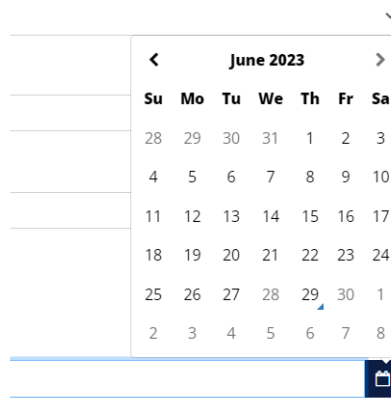 June 2023
Su Mo Tu We Th Fr Sa
28 29 30 31 1 2 3
4 5 6 7 8 9 10
11 12 13 14 15 16 17
18 19 20 21 22 23 24
25 26 27 28 29 30 1
2 3 4 5 6 7 8